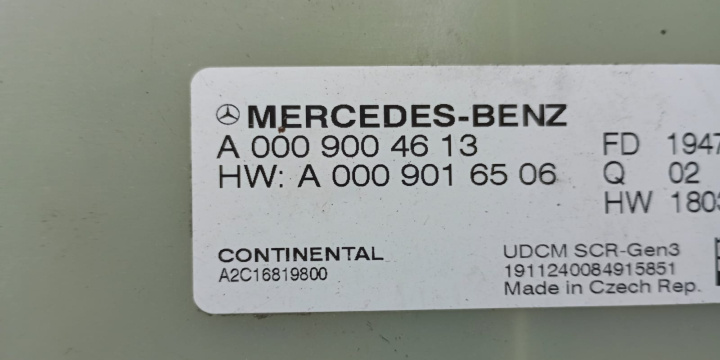 MERCEDES-BENZ
A 000 900 46 13
HW: A 000 901 65 06
FD 1947
Q 02
HW 1803
CONTINENTAL
A2C16819800
UDCM SCR-Gen3
1911240084915851
Made in Czech Rep.